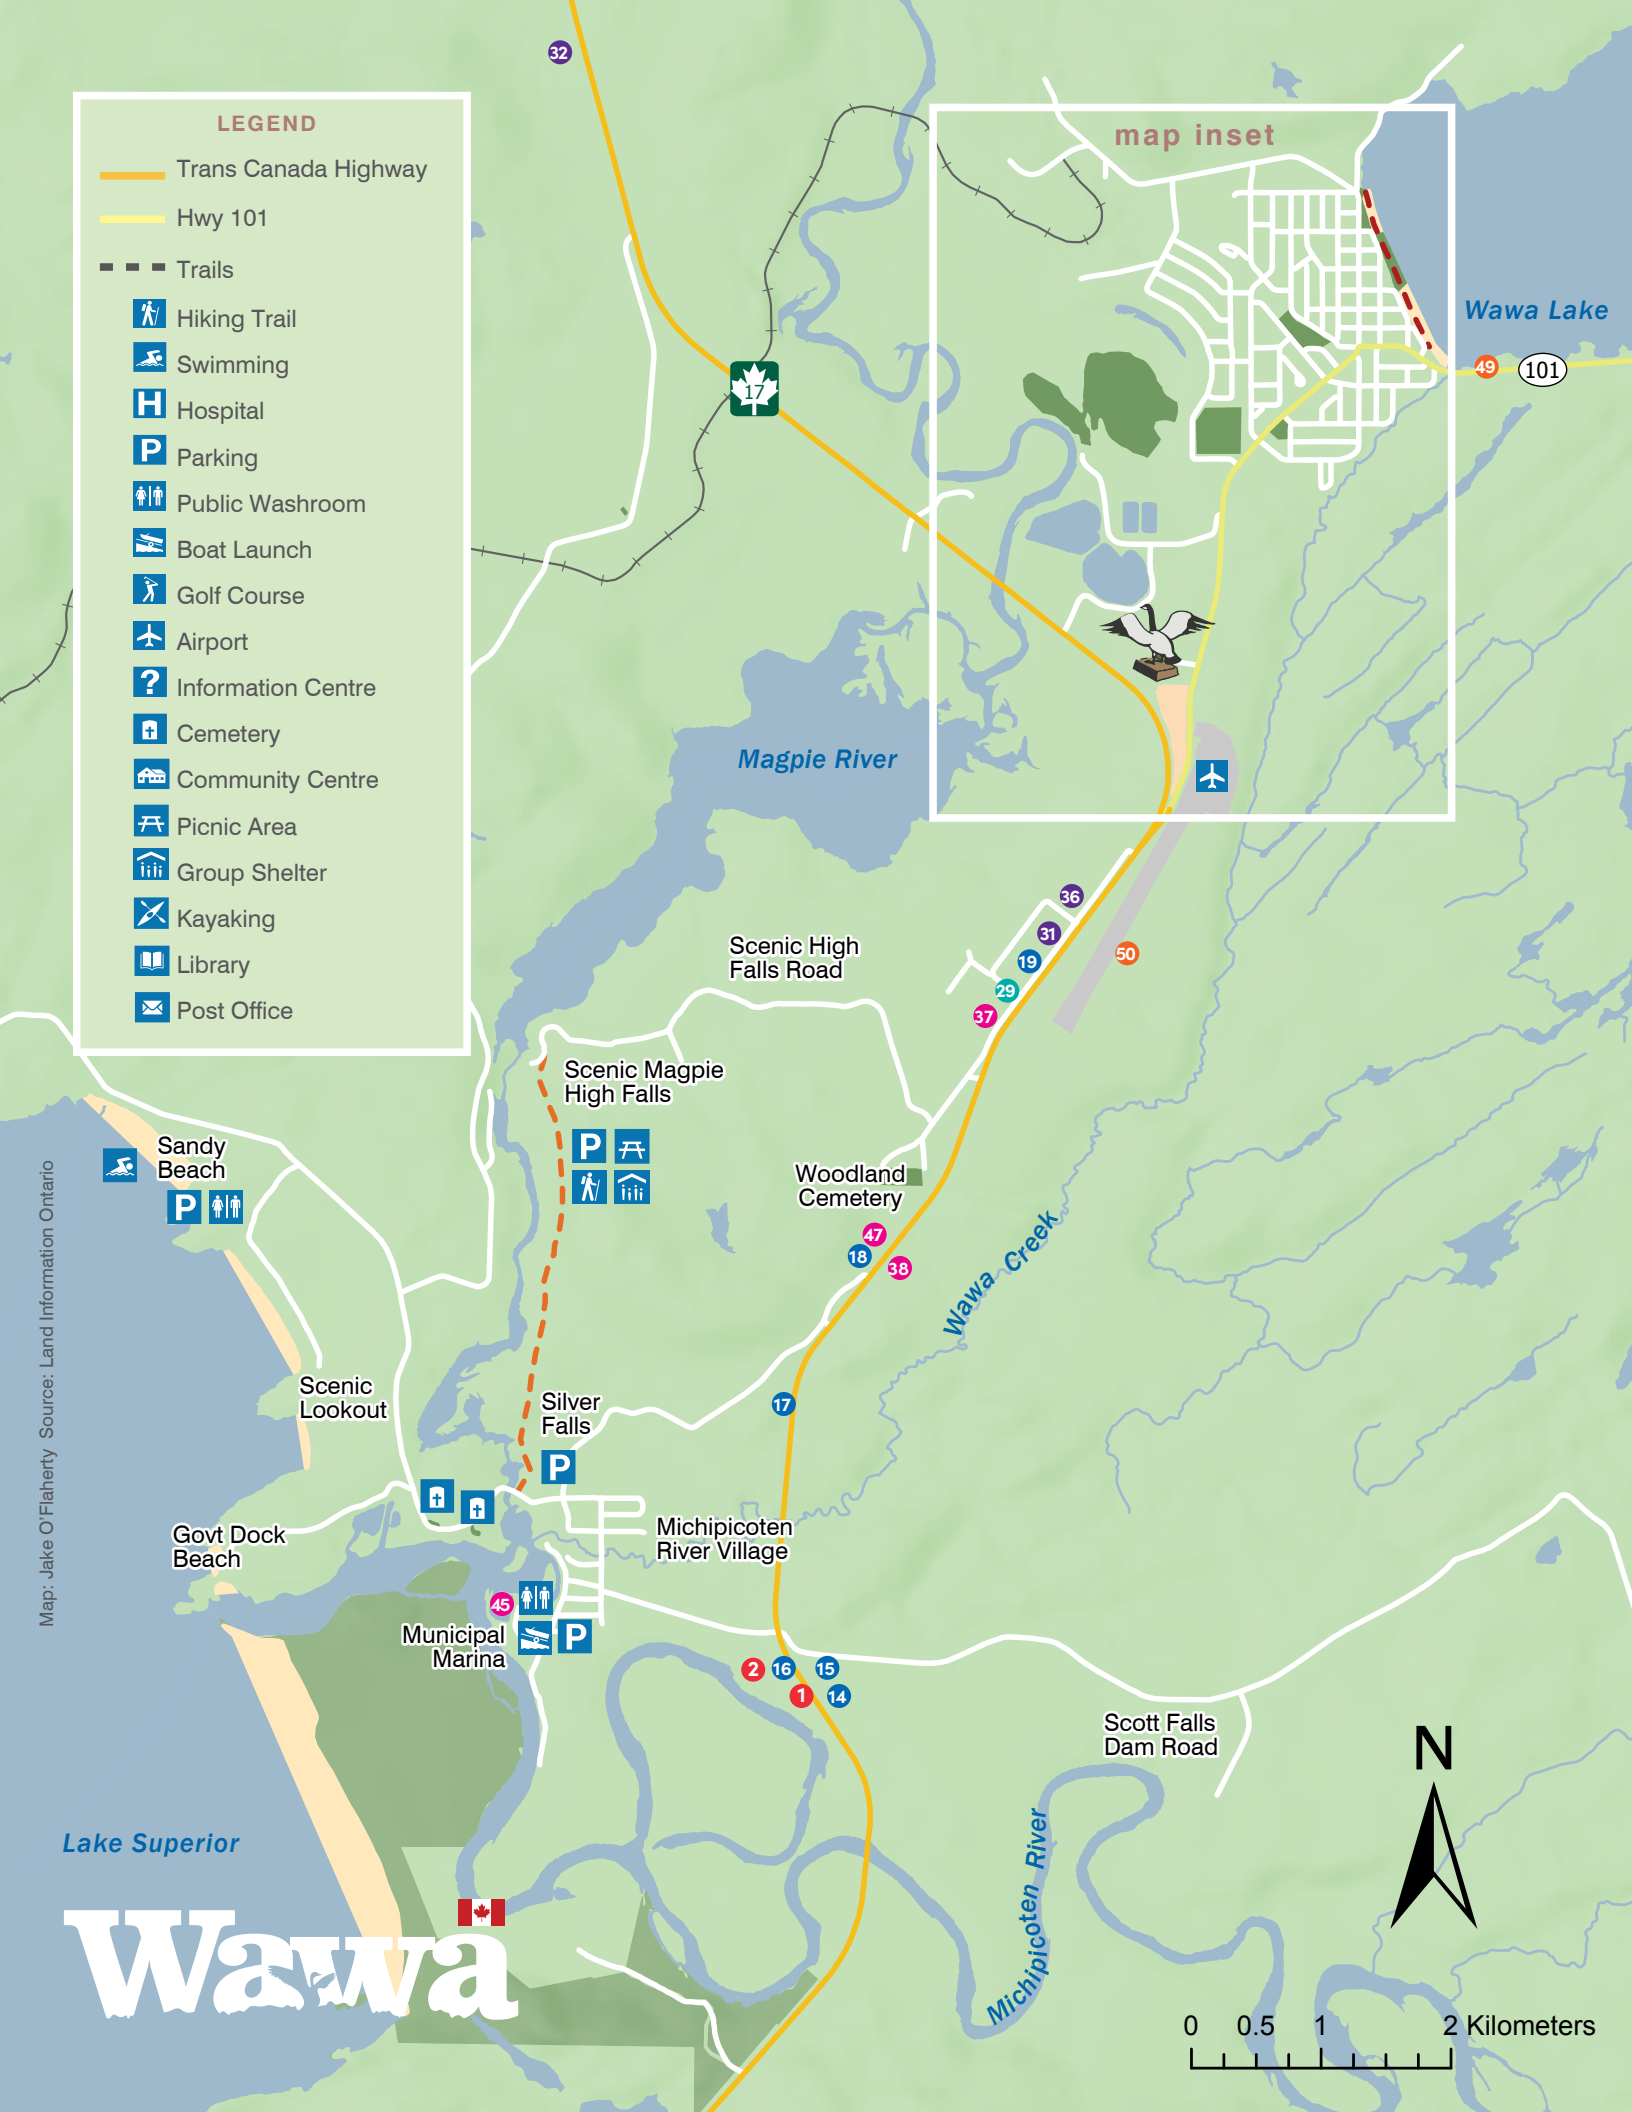 32
LEGEND
Trans Canada Highway
Hwy 101
Trails
Hiking Trail
Swimming
H
Hospital
P
Parking
Public Washroom
Boat Launch
Golf Course
Airport
?
Information Centre
Cemetery
Community Centre
Picnic Area
Group Shelter
Kayaking
Library
Post Office
map inset
Wawa Lake
49
101
17
Magpie River
36
31
19
50
29
37
Scenic High
Falls Road
Scenic Magpie
High Falls
P
Sandy
Beach
P
Woodland
Cemetery
47
18
38
Wawa Creek
Scenic
Lookout
17
Silver
Falls
P
Govt Dock
Beach
Michipicoten
River Village
45
Municipal
Marina
P
2
16
15
1
14
Scott Falls
Dam Road
N
Michipicoten River
Lake Superior
Wawa
0 0.5 1 2 Kilometers
Map: Jake O'Flaherty Source: Land Information Ontario